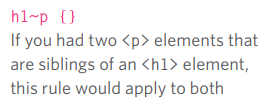 h1~p {}
If you had two <p> elements that
are siblings of an <h1> element,
this rule would apply to both